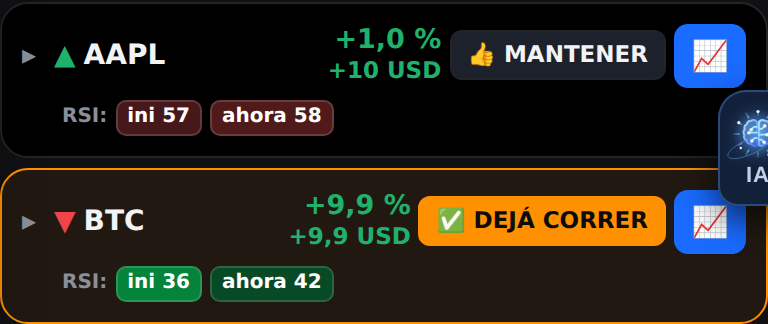 ▶ ▲ AAPL +1,0 % 👍 MANTENER
+10 USD
RSI: ini 57 ahora 58
IA
▶ ▼ BTC +9,9 % ✅ DEJÁ CORRER
+9,9 USD
RSI: ini 36 ahora 42